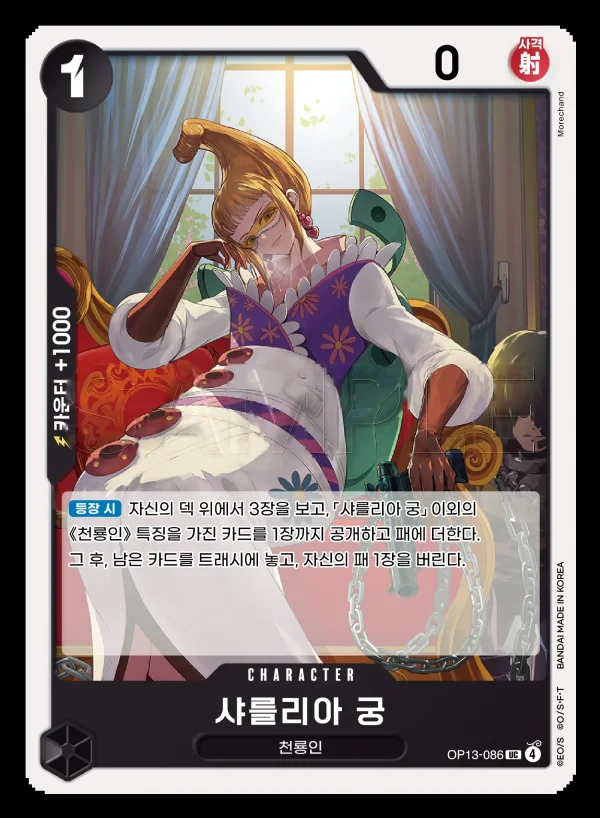 1
0
사격
射
Morechand
카운터 +1000
SAMPLE
등장 시 자신의 덱 위에서 3장을 보고, 「샤를리아 궁」 이외의
《천룡인》 특징을 가진 카드를 1장까지 공개하고 패에 더한다.
그 후, 남은 카드를 트래시에 놓고, 자신의 패 1장을 버린다.
CHARACTER
샤를리아 궁
천룡인
OP13-086 UC 4
©EO/S ©O/S·F·T BANDAI MADE IN KOREA